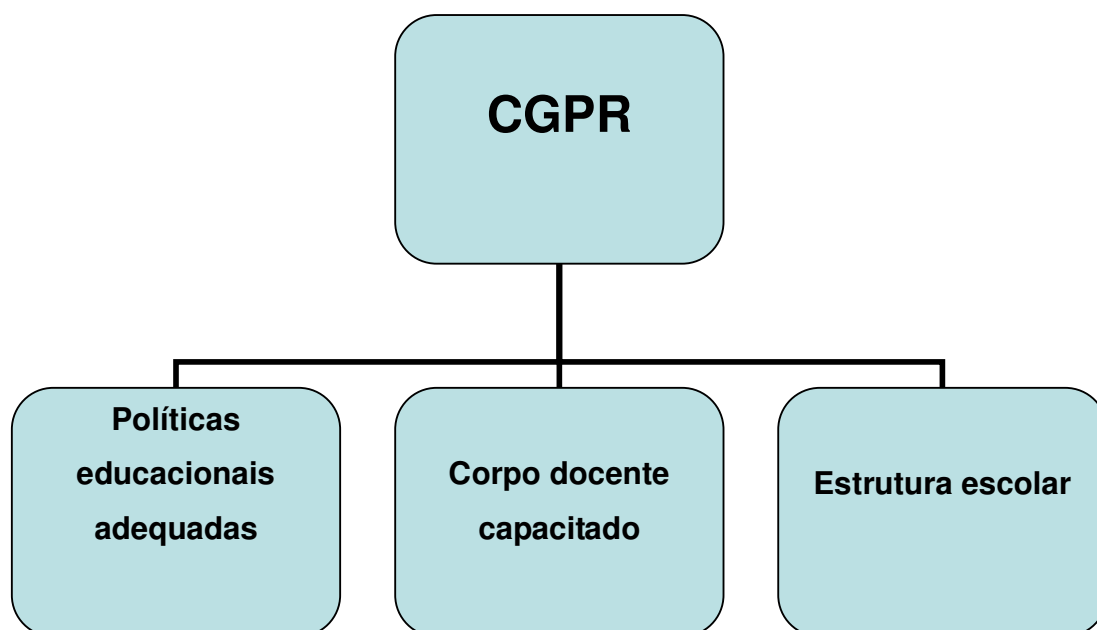 CGPR
Políticas
educacionais
adequadas
Corpo docente
capacitado
Estrutura escolar